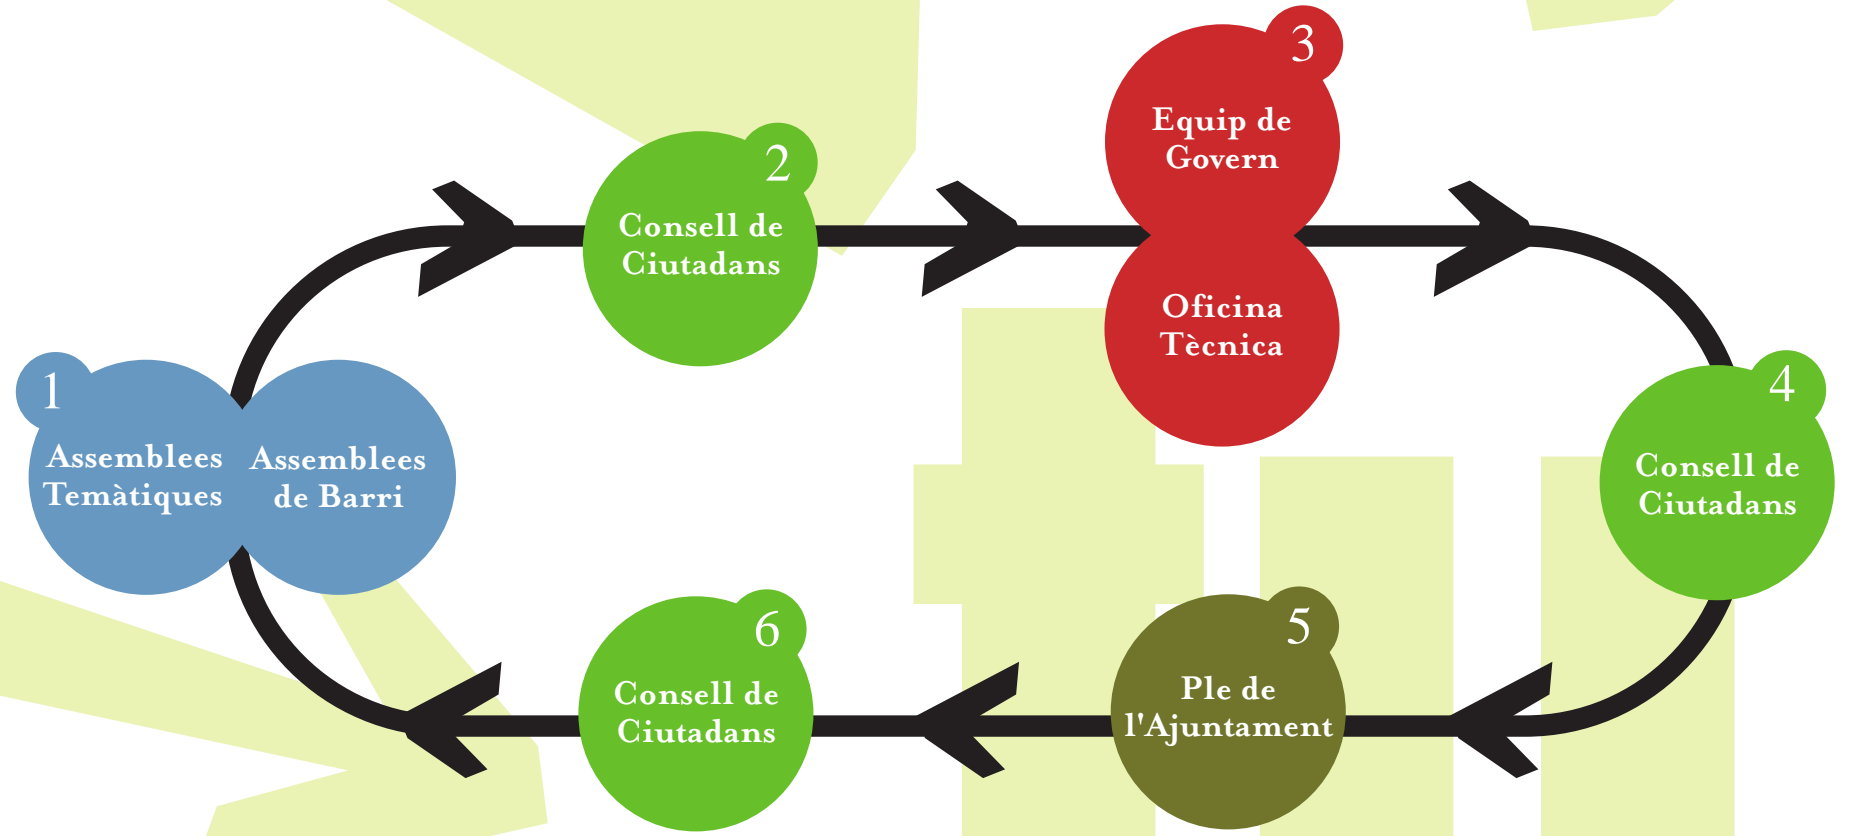 1
Assemblees
Temàtiques
Assemblees
de Barri
2
Consell de
Ciutadans
3
Equip de
Govern
Oficina
Tècnica
4
Consell de
Ciutadans
5
Ple de
l'Ajuntament
6
Consell de
Ciutadans